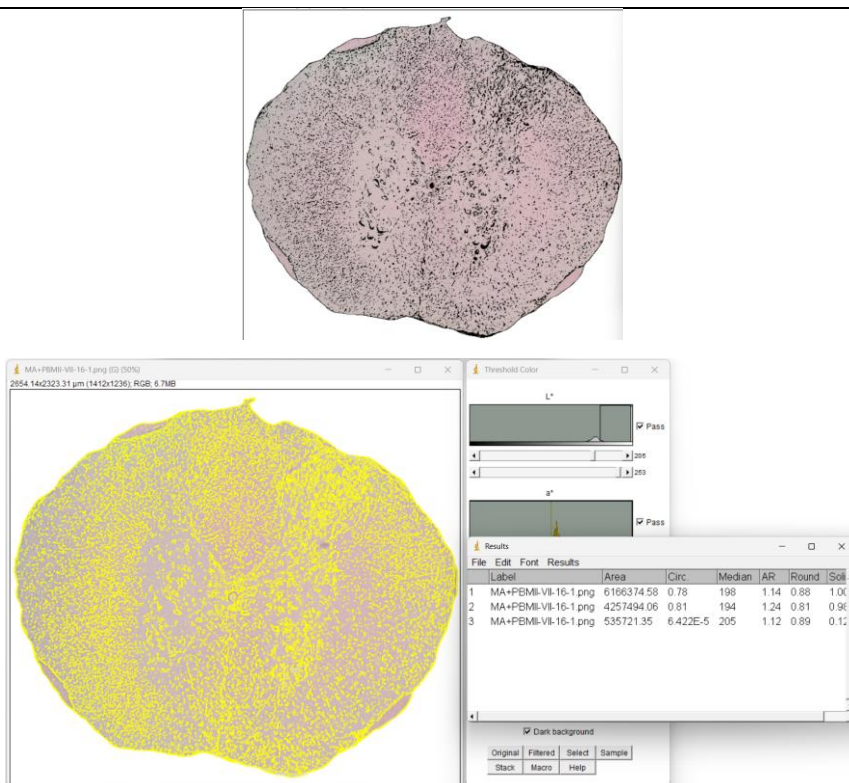 MA+PBMII-VII-16-1.png (G) (50%)
2654.14x2323.31 µm (1412x1236); RGB; 6.7MB
Threshold Color
L*
Pass
205
253
a*
Pass
Results
File Edit Font Results
Label Area Circ. Median AR Round Soli
1 MA+PBMII-VII-16-1.png 6166374.58 0.78 198 1.14 0.88 1.00
2 MA+PBMII-VII-16-1.png 4257494.06 0.81 194 1.24 0.81 0.98
3 MA+PBMII-VII-16-1.png 535721.35 6.422E-5 205 1.12 0.89 0.12
Dark background
Original Filtered Select Sample
Stack Macro Help